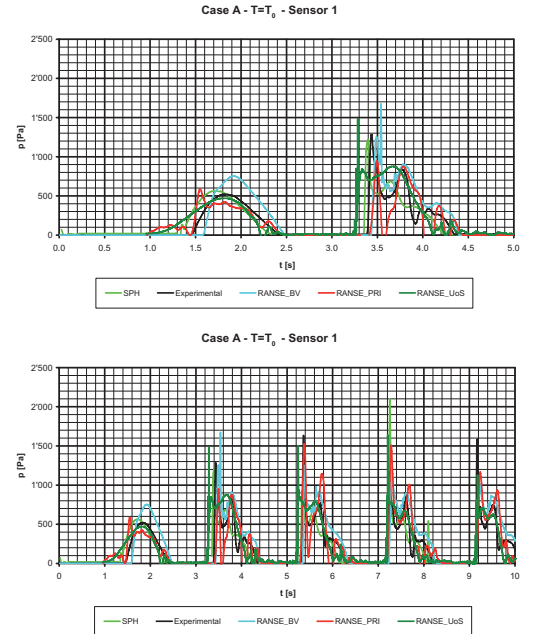 Case A - T=T0 - Sensor 1
2'500
2'000
1'500
1'000
500
0
p [Pa]
0.0 0.5 1.0 1.5 2.0 2.5 3.0 3.5 4.0 4.5 5.0
t [s]
SPH Experimental RANSE_BV RANSE_PRI RANSE_UoS
Case A - T=T0 - Sensor 1
2'500
2'000
1'500
1'000
500
0
p [Pa]
0 1 2 3 4 5 6 7 8 9 10
t [s]
SPH Experimental RANSE_BV RANSE_PRI RANSE_UoS